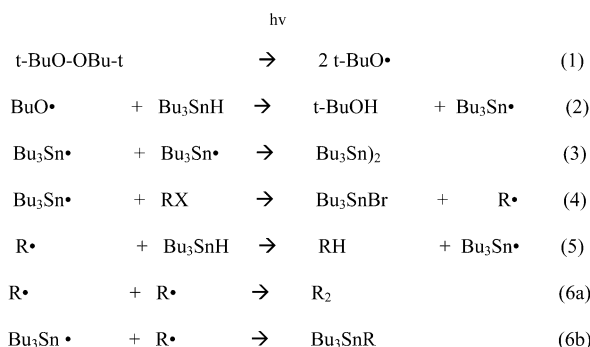 hv
t-BuO-OBu-t → 2 t-BuO• (1)
BuO• + Bu₃SnH → t-BuOH + Bu₃Sn• (2)
Bu₃Sn• + Bu₃Sn• → Bu₃Sn)₂ (3)
Bu₃Sn• + RX → Bu₃SnBr + R• (4)
R• + Bu₃SnH → RH + Bu₃Sn• (5)
R• + R• → R₂ (6a)
Bu₃Sn • + R• → Bu₃SnR (6b)